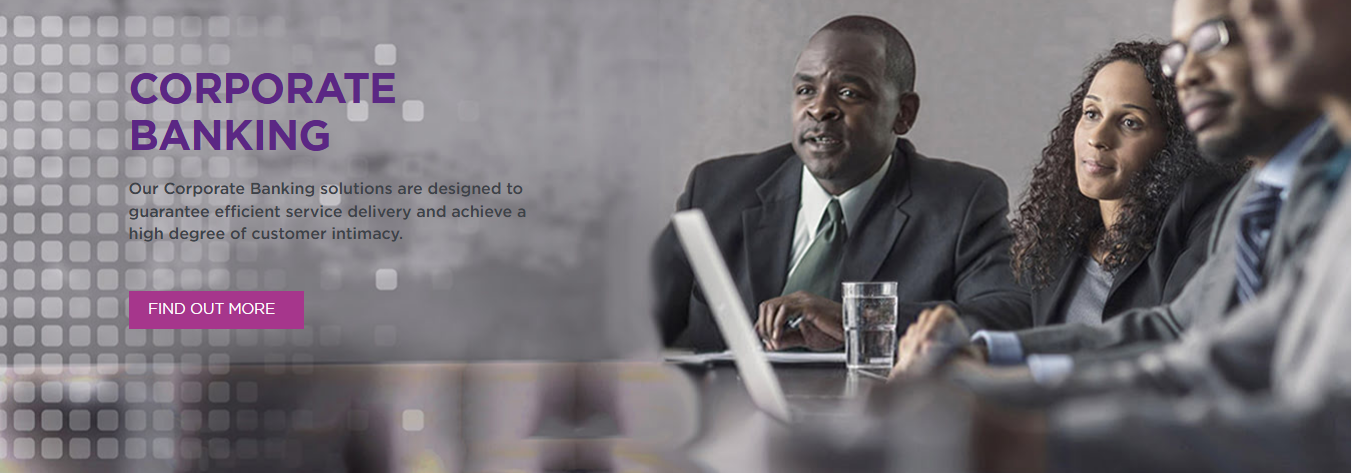 CORPORATE
BANKING
Our Corporate Banking solutions are designed to
guarantee efficient service delivery and achieve a
high degree of customer intimacy.
FIND OUT MORE